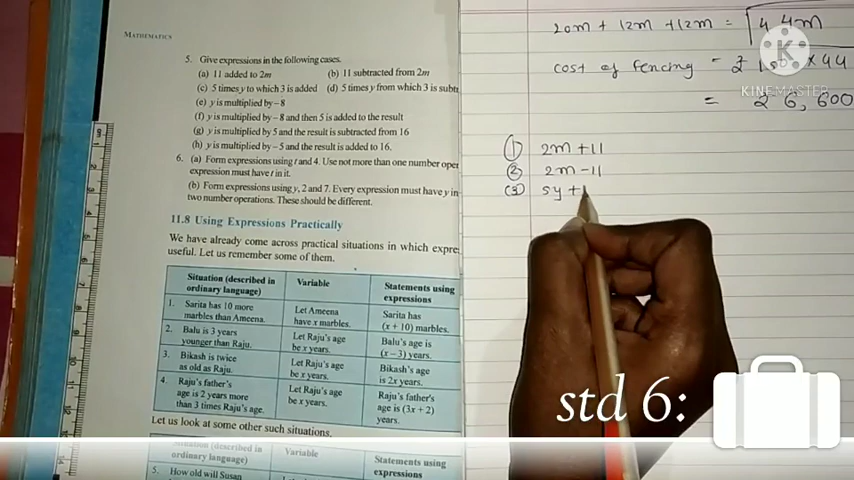 MATHEMATICS
5. Give expressions in the following cases.
(a) 11 added to 2m (b) 11 subtracted from 2m
(c) 5 times y to which 3 is added (d) 5 times y from which 3 is subtr
(e) y is multiplied by – 8
(f) y is multiplied by – 8 and then 5 is added to the result
(g) y is multiplied by 5 and the result is subtracted from 16
(h) y is multiplied by – 5 and the result is added to 16.
6. (a) Form expressions using t and 4. Use not more than one number oper
expression must have t in it.
(b) Form expressions using y, 2 and 7. Every expression must have y in
two number operations. These should be different.
11.8 Using Expressions Practically
We have already come across practical situations in which expre
useful. Let us remember some of them.
Situation (described in ordinary language) Variable Statements using expressions
1. Sarita has 10 more marbles than Ameena. Let Ameena have x marbles. Sarita has (x + 10) marbles.
2. Balu is 3 years younger than Raju. Let Raju's age be x years. Balu's age is (x – 3) years.
3. Bikash is twice as old as Raju. Let Raju's age be x years. Bikash's age is 2x years.
4. Raju's father's age is 2 years more than 3 times Raju's age. Let Raju's age be x years. Raju's father's age is (3x + 2) years.
Let us look at some other such situations.
Situation (described in ordinary language) Variable Statements using expressions
5. How old will Susan
20m + 12m + 12m = 44m
cost of fencing = ₹ × 44
= 26,600
① 2m + 11
② 2m - 11
(3) 5y +
KINEMASTER
std 6: